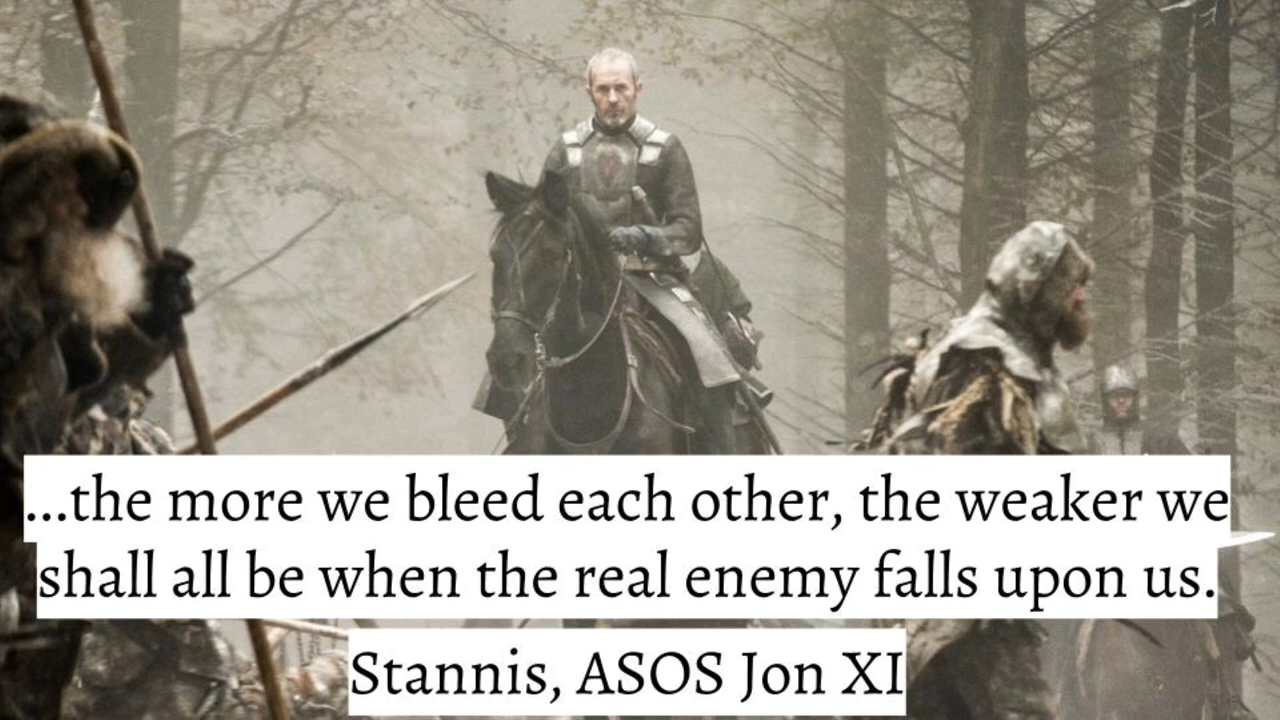 ...the more we bleed each other, the weaker we
shall all be when the real enemy falls upon us.
Stannis, ASOS Jon XI